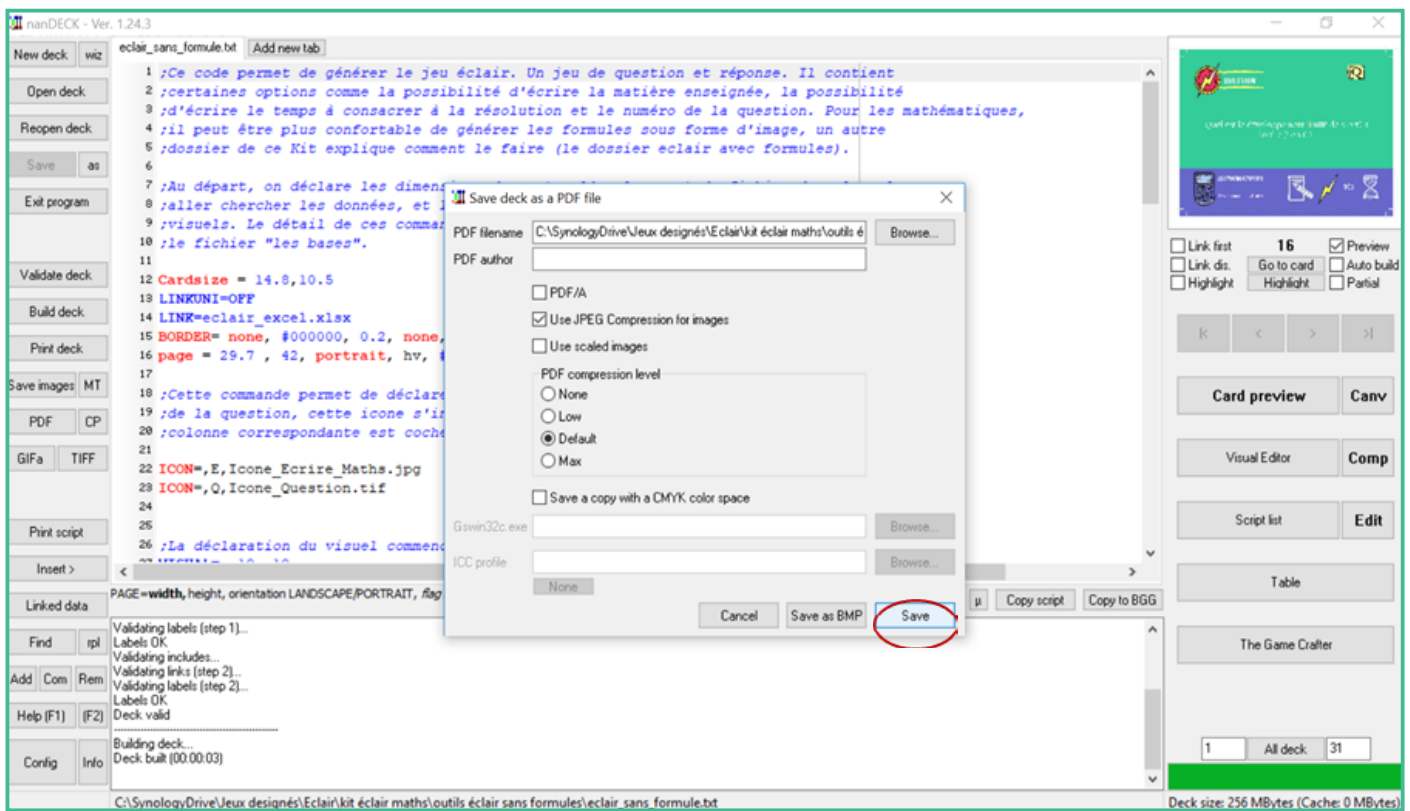 nanDECK - Ver. 1.24.3
New deck wiz
Open deck
Reopen deck
Save as
Exit program
Validate deck
Build deck
Print deck
Save images MT
PDF CP
GIFa TIFF
Print script
Insert >
Linked data
Find rpl
Add Com Rem
Help (F1) (F2)
Config Info
eclair_sans_formule.txt Add new tab
1 ;Ce code permet de générer le jeu éclair. Un jeu de question et réponse. Il contient
2 ;certaines options comme la possibilité d'écrire la matière enseignée, la possibilité
3 ;d'écrire le temps à consacrer à la résolution et le numéro de la question. Pour les mathématiques,
4 ;il peut être plus confortable de générer les formules sous forme d'image, un autre
5 ;dossier de ce Kit explique comment le faire (le dossier eclair avec formules).
6
7 ;Au départ, on déclare les
8 ;aller chercher les données, et
9 ;visuels. Le détail de ces
10 ;le fichier "les bases".
11
12 Cardsize = 14.8,10.5
13 LINKUNI=OFF
14 LINK=eclair_excel.xlsx
15 BORDER= none, #000000, 0.2, none,
16 page = 29.7 , 42, portrait, hv,
17
18 ;Cette commande permet de
19 ;de la question, cette icone
20 ;colonne correspondante est
21
22 ICON=,E,Icone_Ecrire_Maths.jpg
23 ICON=,Q,Icone_Question.tif
24
25
26 ;La déclaration du visuel
PAGE=width, height, orientation LANDSCAPE/PORTRAIT, flag
µ Copy script Copy to BGG
Save deck as a PDF file
PDF filename C:\SynologyDrive\Jeux designés\Eclair\kit éclair maths\outils é Browse...
PDF author
PDF/A
Use JPEG Compression for images
Use scaled images
PDF compression level
None
Low
Default
Max
Save a copy with a CMYK color space
Gswin32c.exe Browse...
ICC profile Browse...
None
Cancel Save as BMP Save
Validating labels (step 1)...
Labels OK
Validating includes...
Validating links (step 2)...
Validating labels (step 2)...
Labels OK
Deck valid
Building deck...
Deck built (00:00:03)
QUESTION
Link first 16 Preview
Link dis. Go to card Auto build
Highlight Highlight Partial
Card preview Canv
Visual Editor Comp
Script list Edit
Table
The Game Crafter
1 All deck 31
C:\SynologyDrive\Jeux designés\Eclair\kit éclair maths\outils éclair sans formules\eclair_sans_formule.txt
Deck size: 256 MBytes (Cache: 0 MBytes)